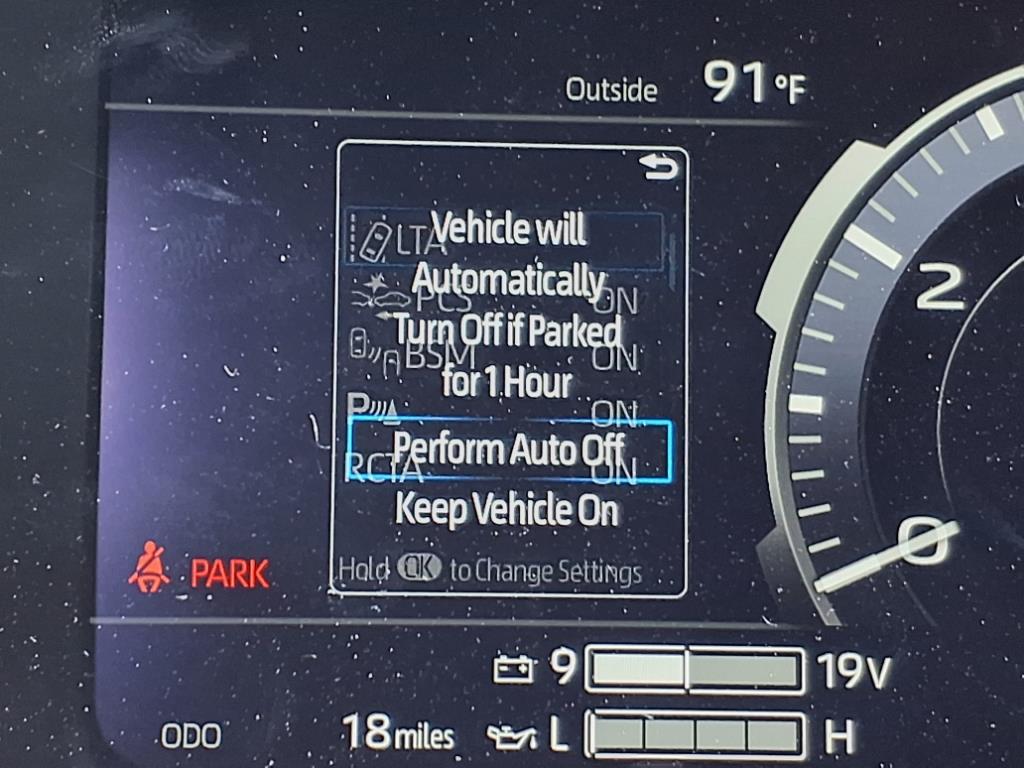 Outside 91°F
Vehicle will
LTA
Automatically
PCS ON
Turn Off if Parked
BSM ON
for 1 Hour
P ON
Perform Auto Off
RCTA ON
Keep Vehicle On
Hold OK to Change Settings
PARK
2
0
9 19V
ODO 18 miles L H